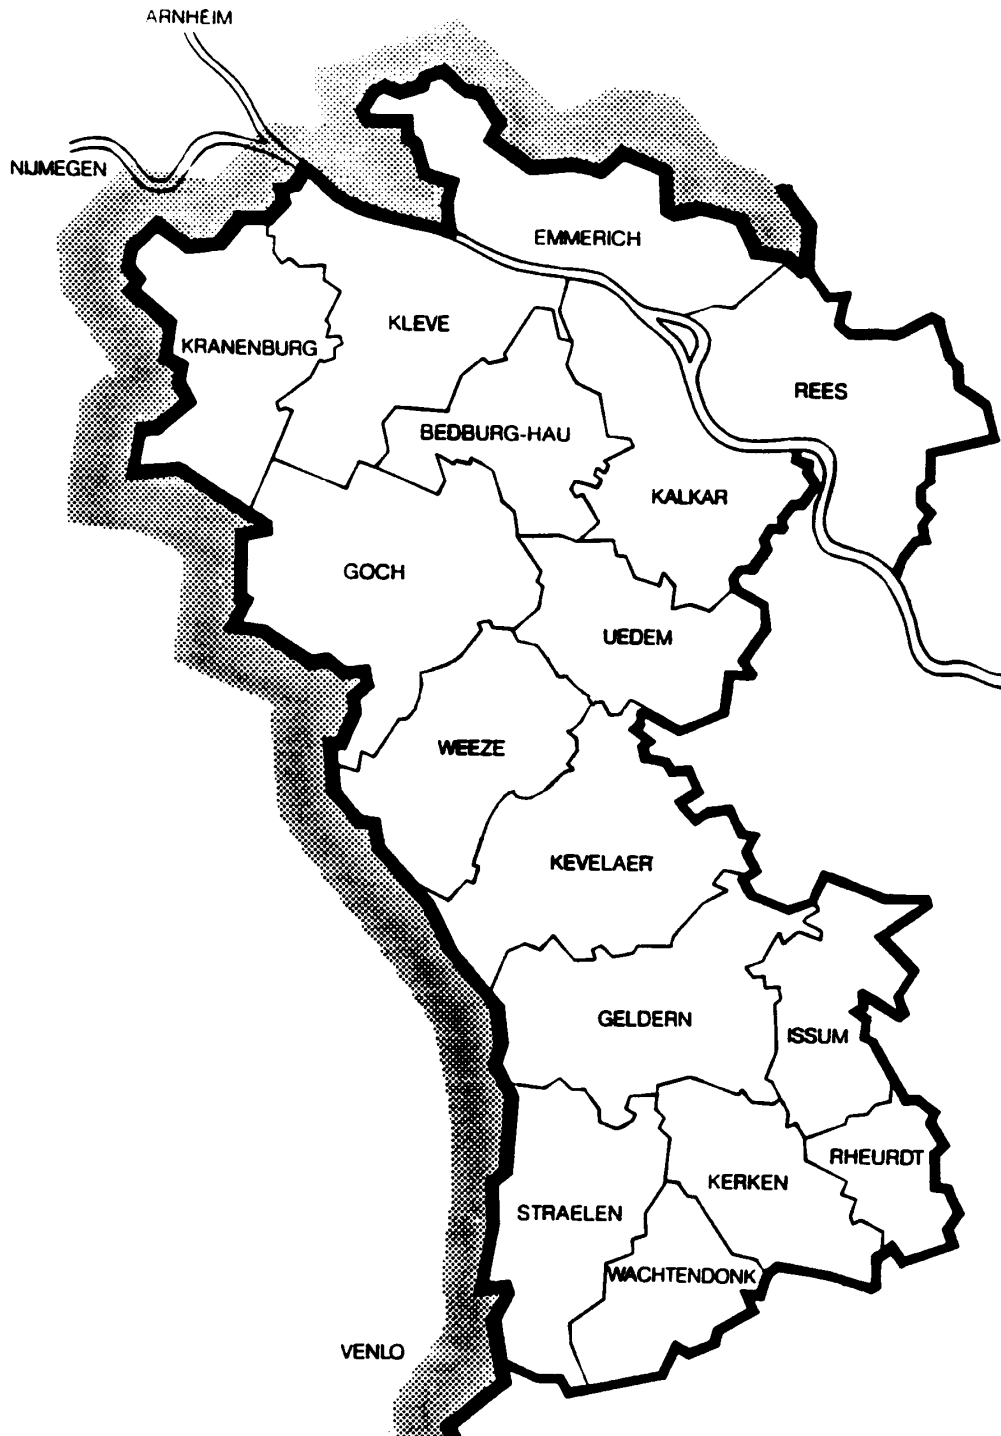 ARNHEIM
NIJMEGEN
EMMERICH
KLEVE
KRANENBURG
REES
BEDBURG-HAU
KALKAR
GOCH
UEDEM
WEEZE
KEVELAER
GELDERN
ISSUM
RHEURDT
KERKEN
STRAELEN
WACHTENDONK
VENLO